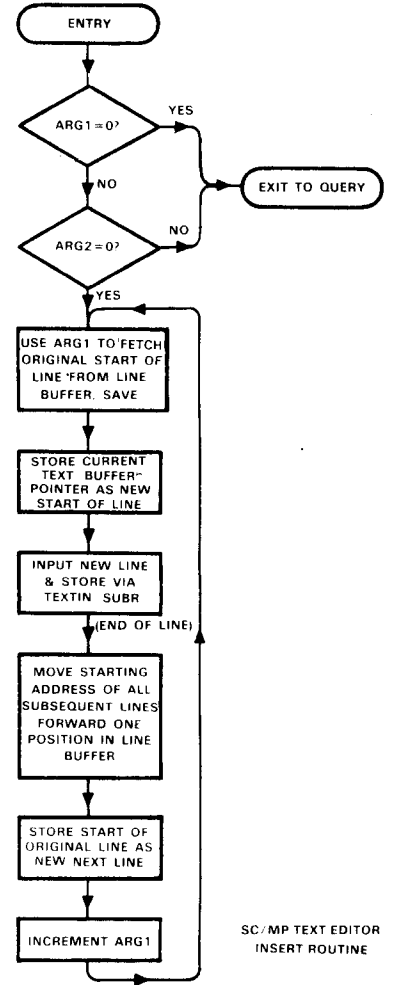 ENTRY
ARG1=0?
YES
NO
EXIT TO QUERY
ARG2=0?
NO
YES
USE ARG1 TO FETCH
ORIGINAL START OF
LINE FROM LINE
BUFFER, SAVE
STORE CURRENT
TEXT BUFFER
POINTER AS NEW
START OF LINE
INPUT NEW LINE
& STORE VIA
TEXTIN SUBR
(END OF LINE)
MOVE STARTING
ADDRESS OF ALL
SUBSEQUENT LINES
FORWARD ONE
POSITION IN LINE
BUFFER
STORE START OF
ORIGINAL LINE AS
NEW NEXT LINE
INCREMENT ARG1
SC/MP TEXT EDITOR
INSERT ROUTINE